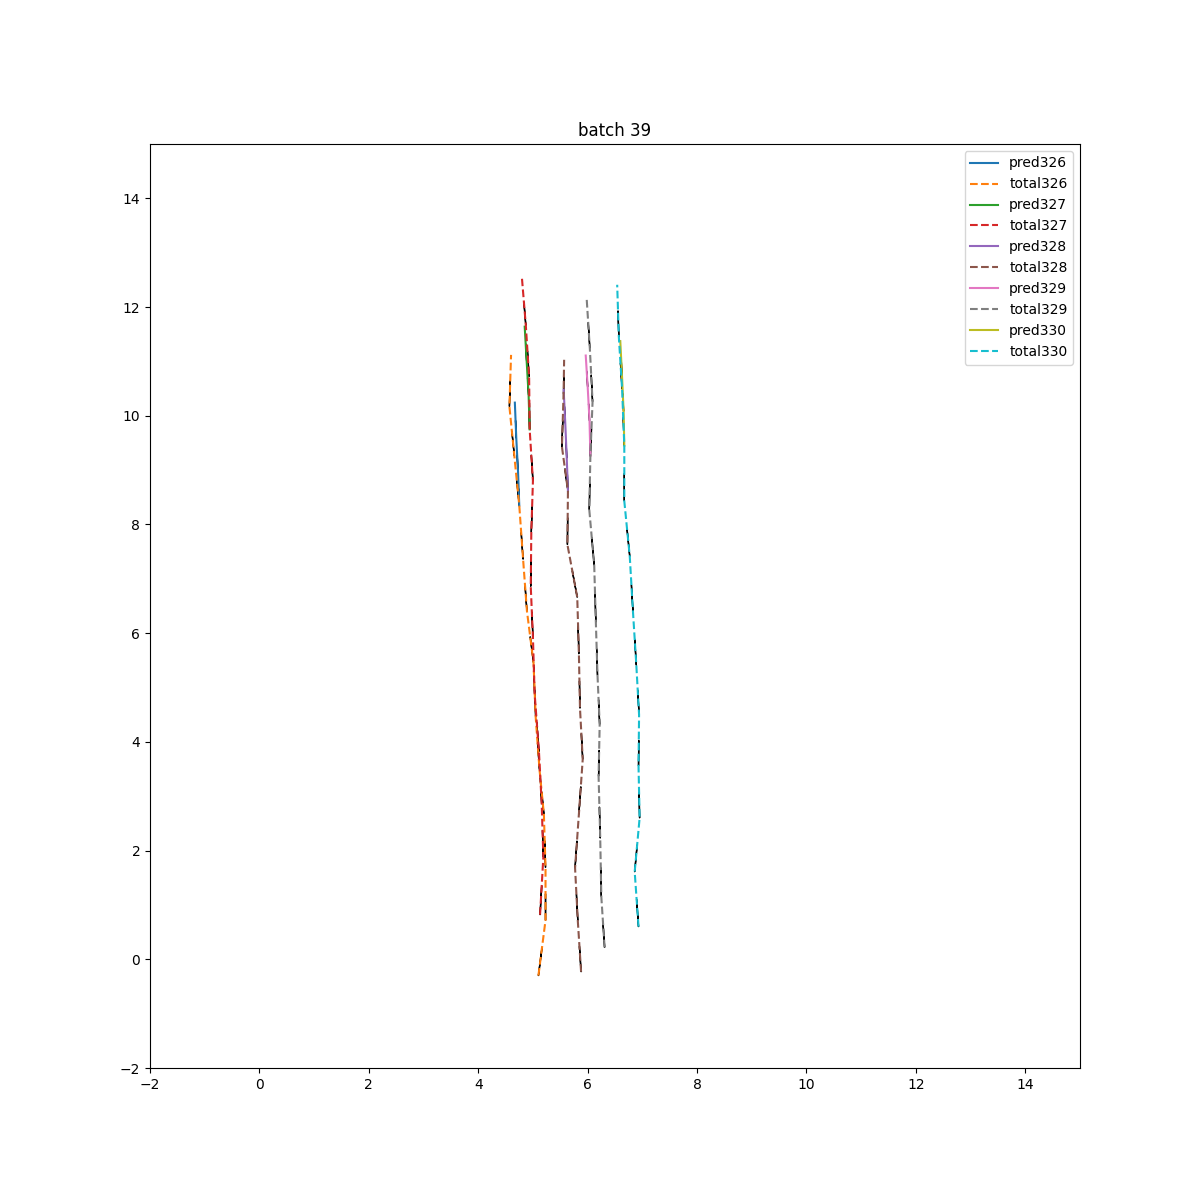 batch 39
pred326
total326
pred327
total327
pred328
total328
pred329
total329
pred330
total330
14
12
10
8
6
4
2
0
−2
−2 0 2 4 6 8 10 12 14